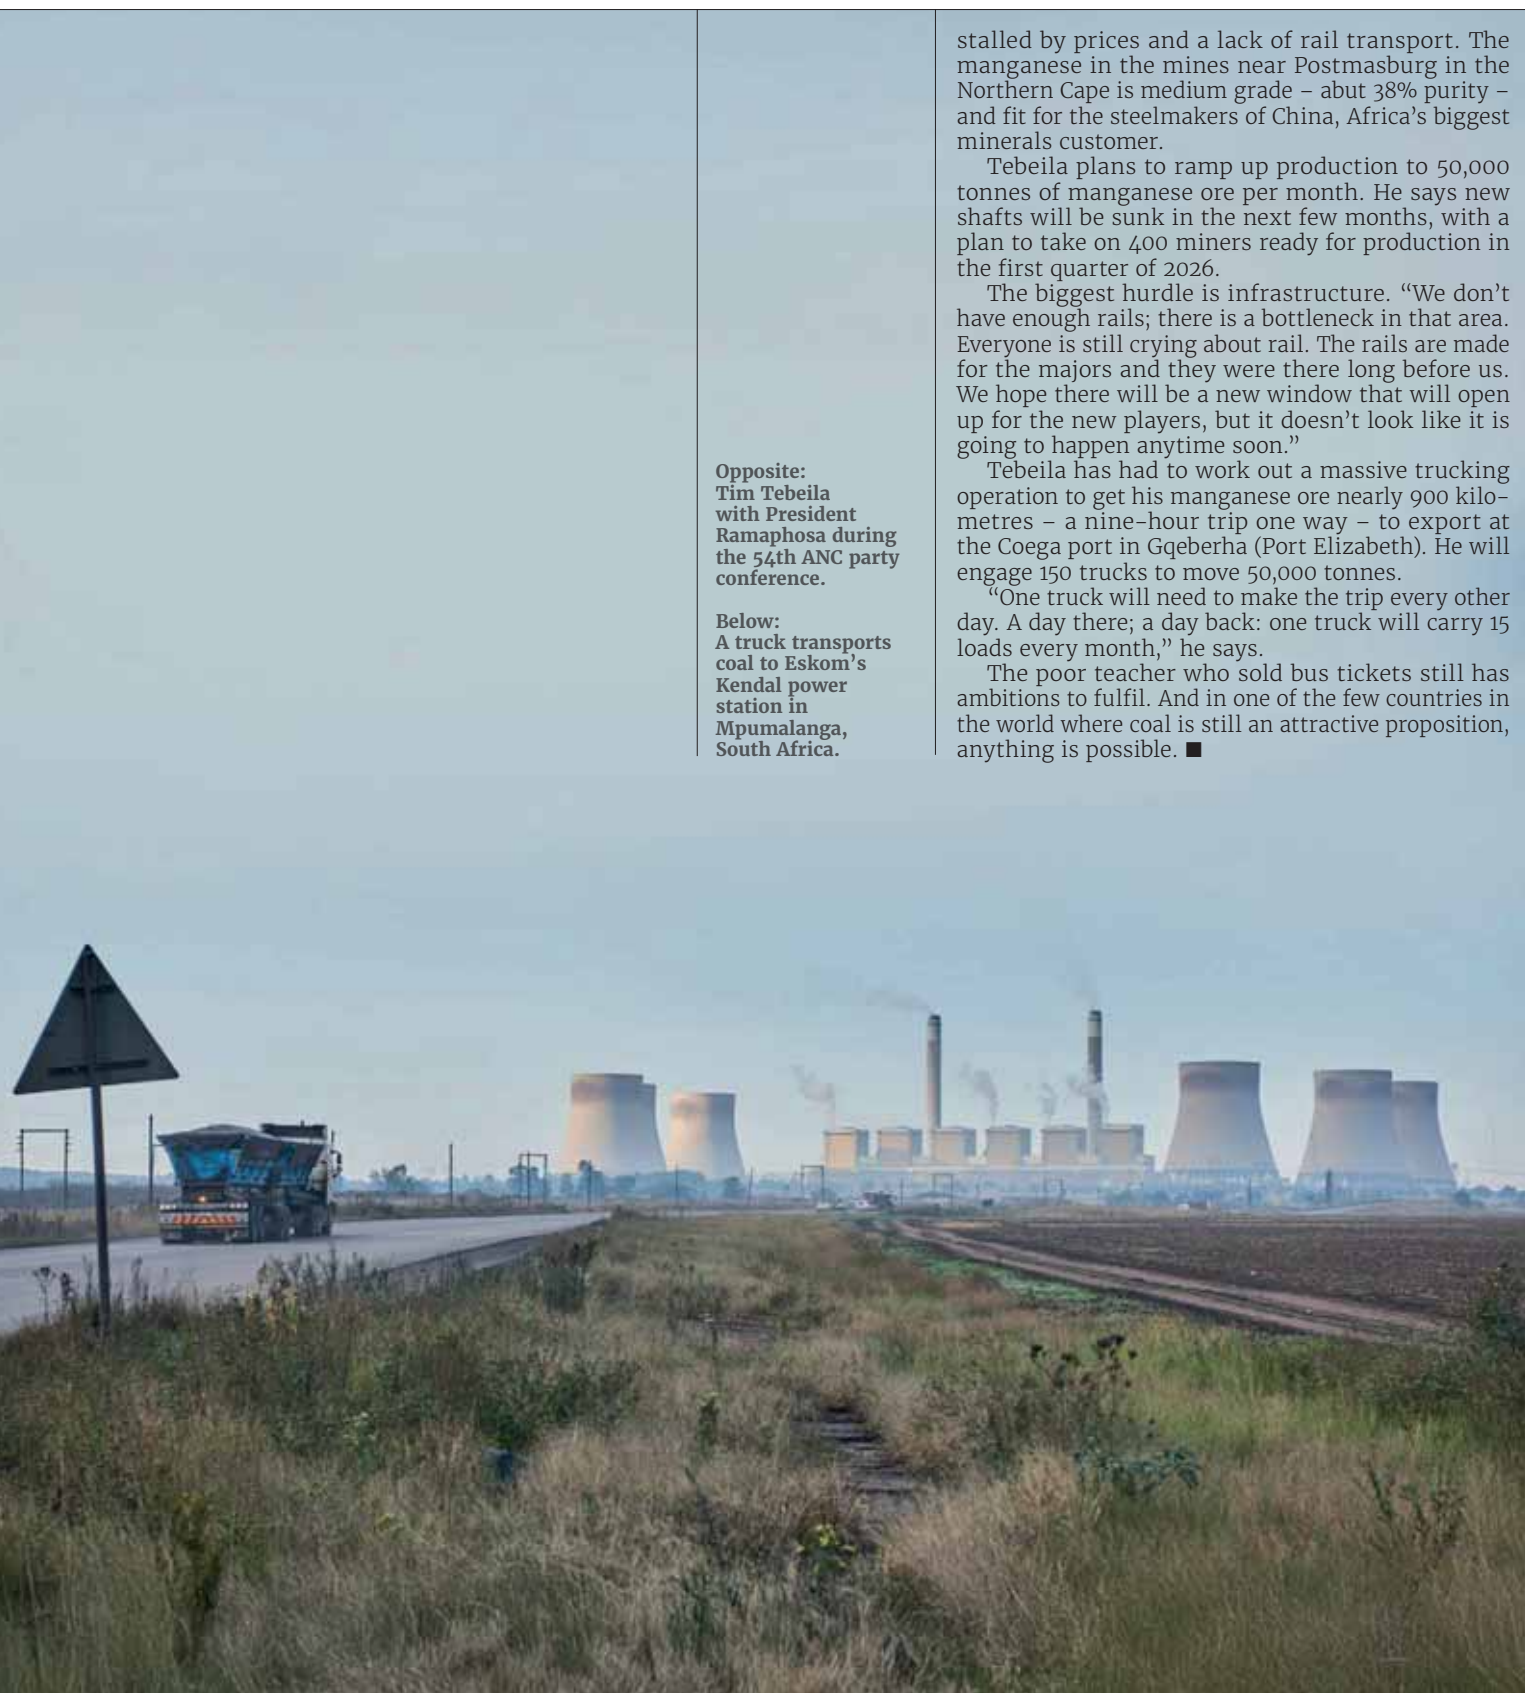 Opposite:
Tim Tebeila
with President
Ramaphosa during
the 54th ANC party
conference.
Below:
A truck transports
coal to Eskom’s
Kendal power
station in
Mpumalanga,
South Africa.
stalled by prices and a lack of rail transport. The
manganese in the mines near Postmasburg in the
Northern Cape is medium grade – abut 38% purity –
and fit for the steelmakers of China, Africa’s biggest
minerals customer.
Tebeila plans to ramp up production to 50,000
tonnes of manganese ore per month. He says new
shafts will be sunk in the next few months, with a
plan to take on 400 miners ready for production in
the first quarter of 2026.
The biggest hurdle is infrastructure. “We don’t
have enough rails; there is a bottleneck in that area.
Everyone is still crying about rail. The rails are made
for the majors and they were there long before us.
We hope there will be a new window that will open
up for the new players, but it doesn’t look like it is
going to happen anytime soon.”
Tebeila has had to work out a massive trucking
operation to get his manganese ore nearly 900 kilo-
metres – a nine-hour trip one way – to export at
the Coega port in Gqeberha (Port Elizabeth). He will
engage 150 trucks to move 50,000 tonnes.
“One truck will need to make the trip every other
day. A day there; a day back: one truck will carry 15
loads every month,” he says.
The poor teacher who sold bus tickets still has
ambitions to fulfil. And in one of the few countries in
the world where coal is still an attractive proposition,
anything is possible. ■